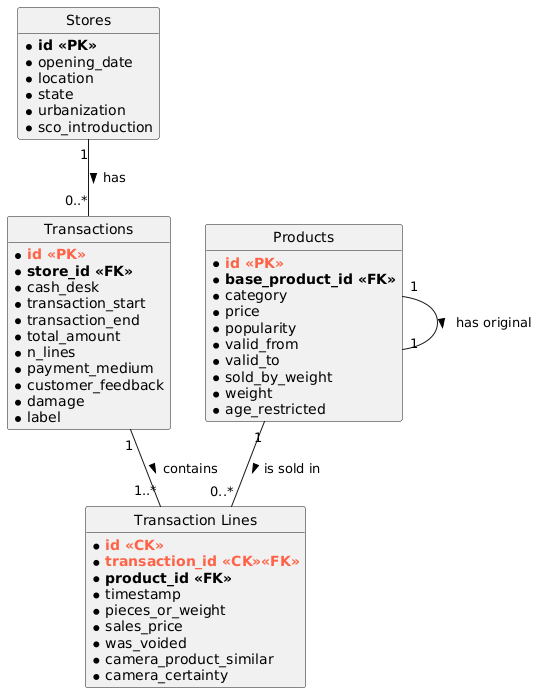 Stores
id «PK»
opening_date
location
state
urbanization
sco_introduction
1
has
0..*
Transactions
id «PK»
store_id «FK»
cash_desk
transaction_start
transaction_end
total_amount
n_lines
payment_medium
customer_feedback
damage
label
Products
id «PK»
base_product_id «FK»
category
price
popularity
valid_from
valid_to
sold_by_weight
weight
age_restricted
1
has original
1
1
contains
1..*
1
is sold in
0..*
Transaction Lines
id «CK»
transaction_id «CK»«FK»
product_id «FK»
timestamp
pieces_or_weight
sales_price
was_voided
camera_product_similar
camera_certainty